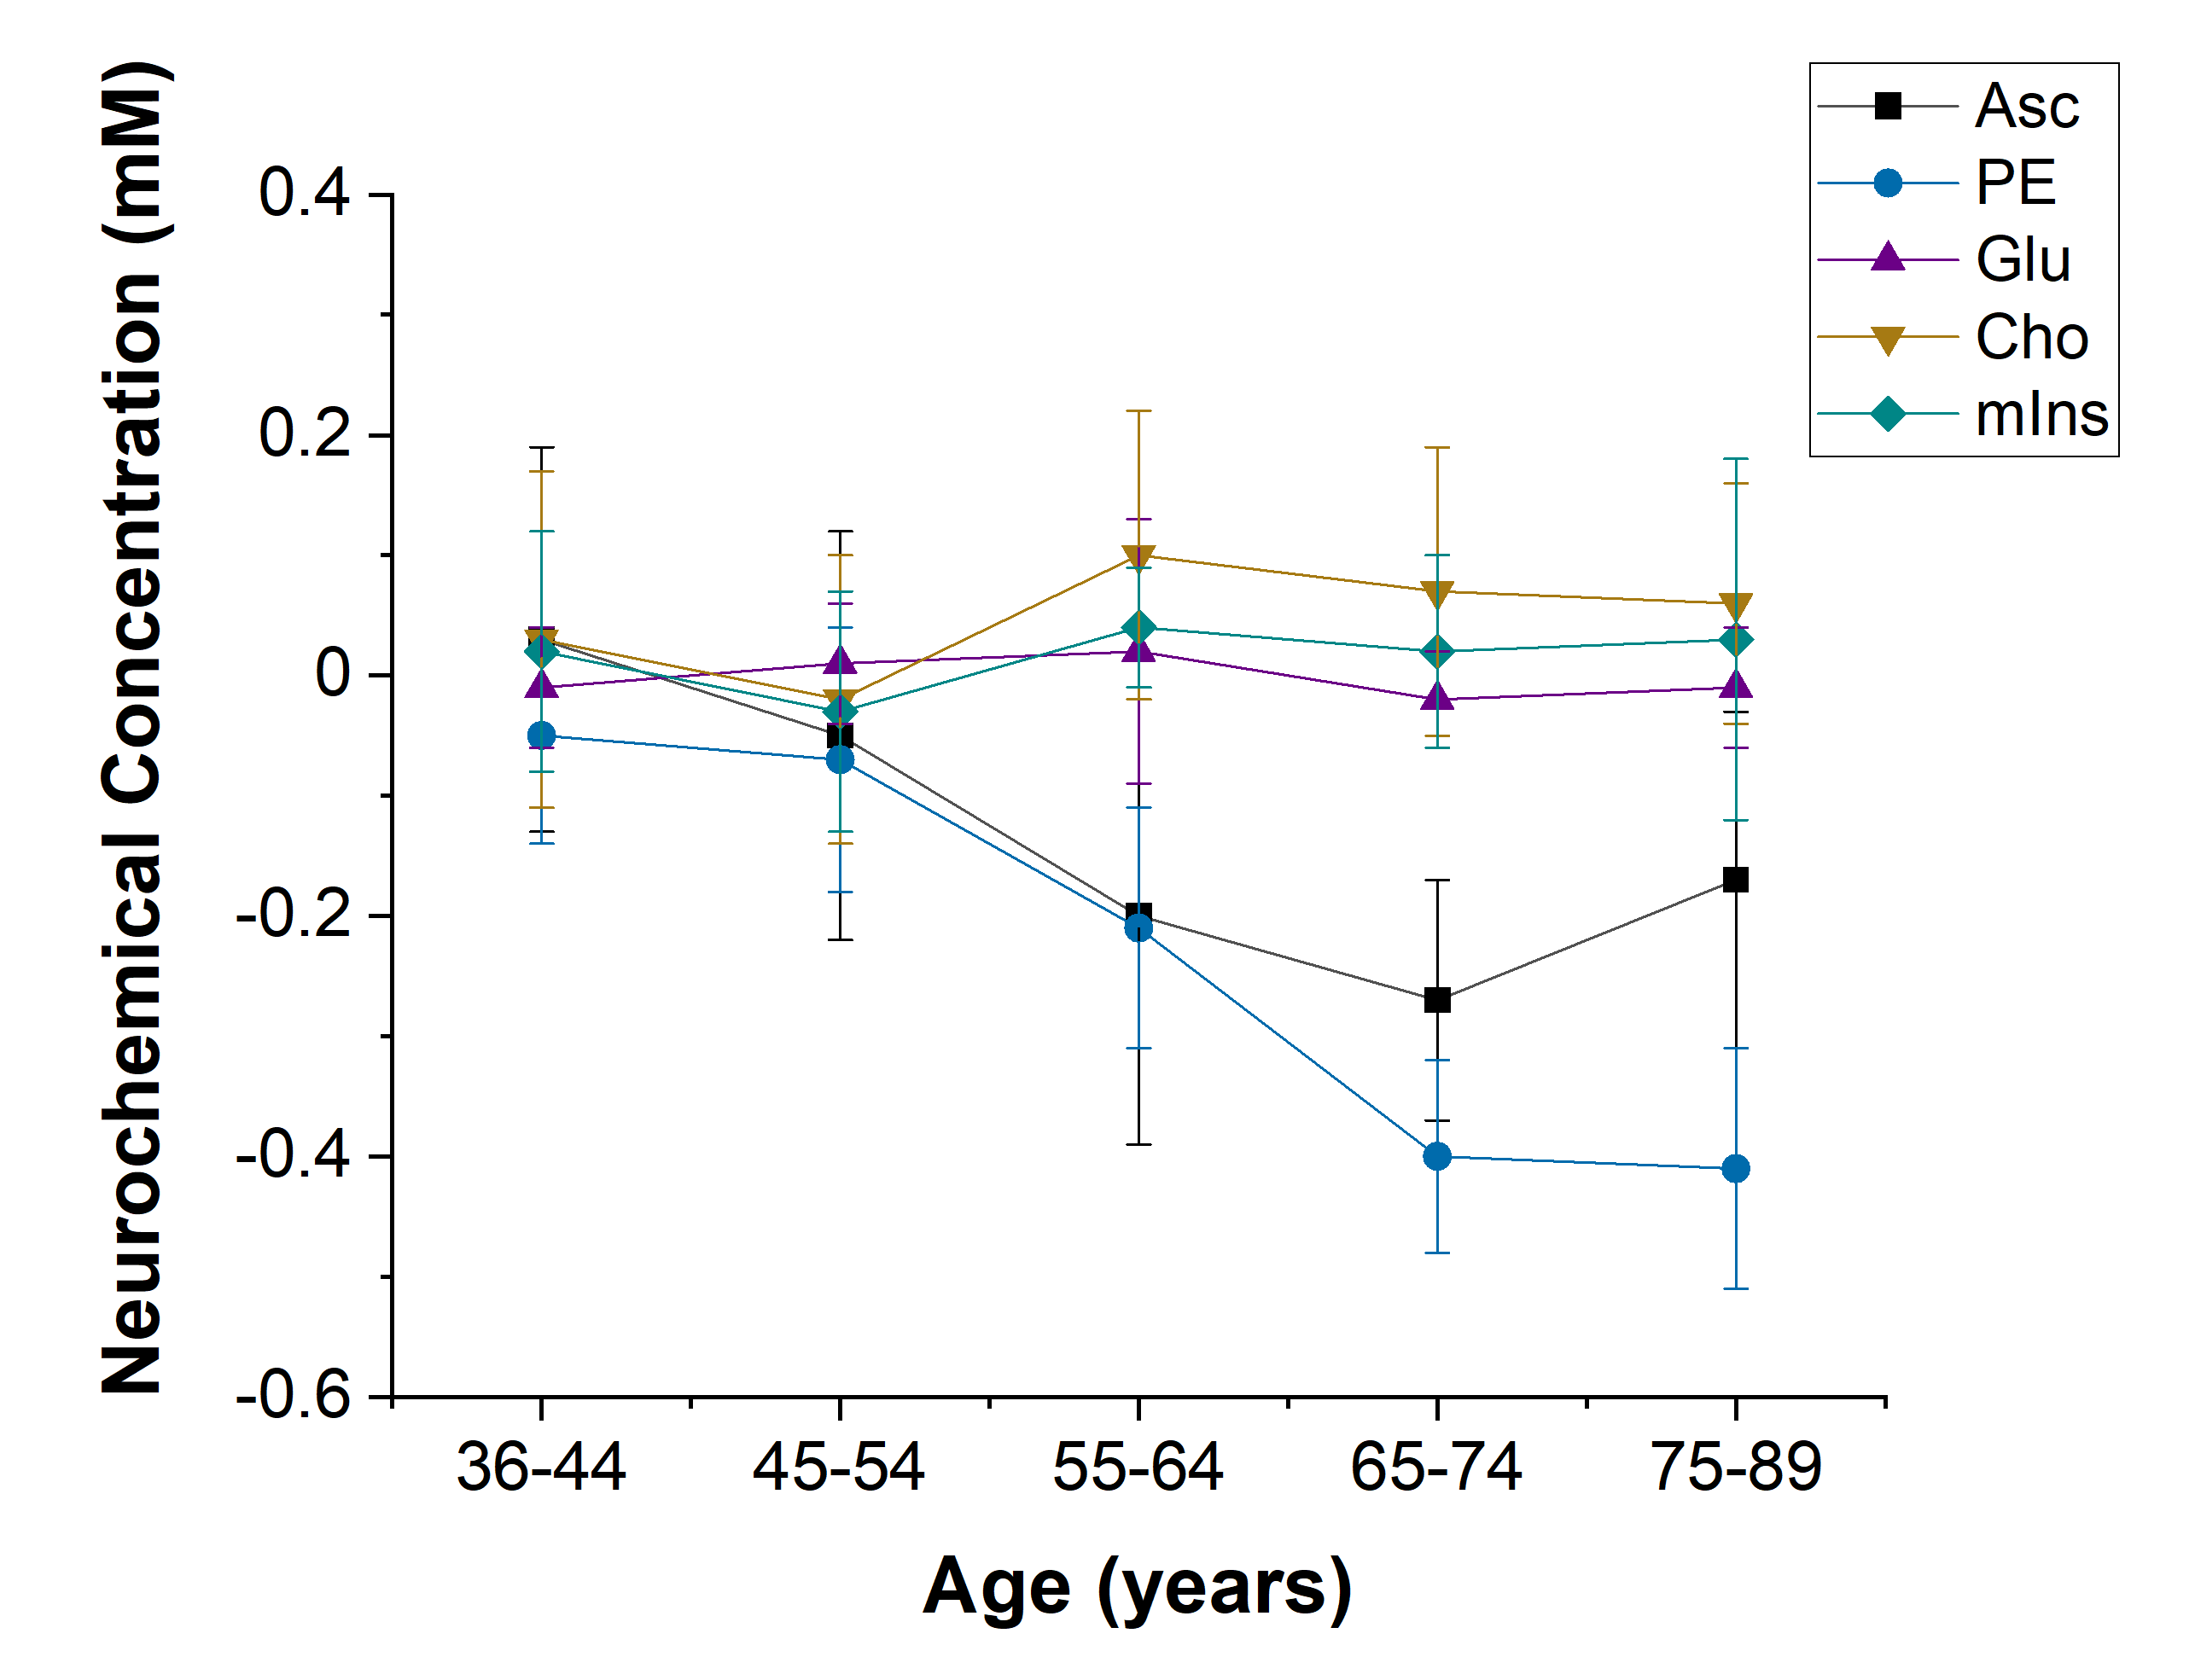 Neurochemical Concentration (mM)
0.4
0.2
0
-0.2
-0.4
-0.6
36-44 45-54 55-64 65-74 75-89
Age (years)
Asc
PE
Glu
Cho
mIns